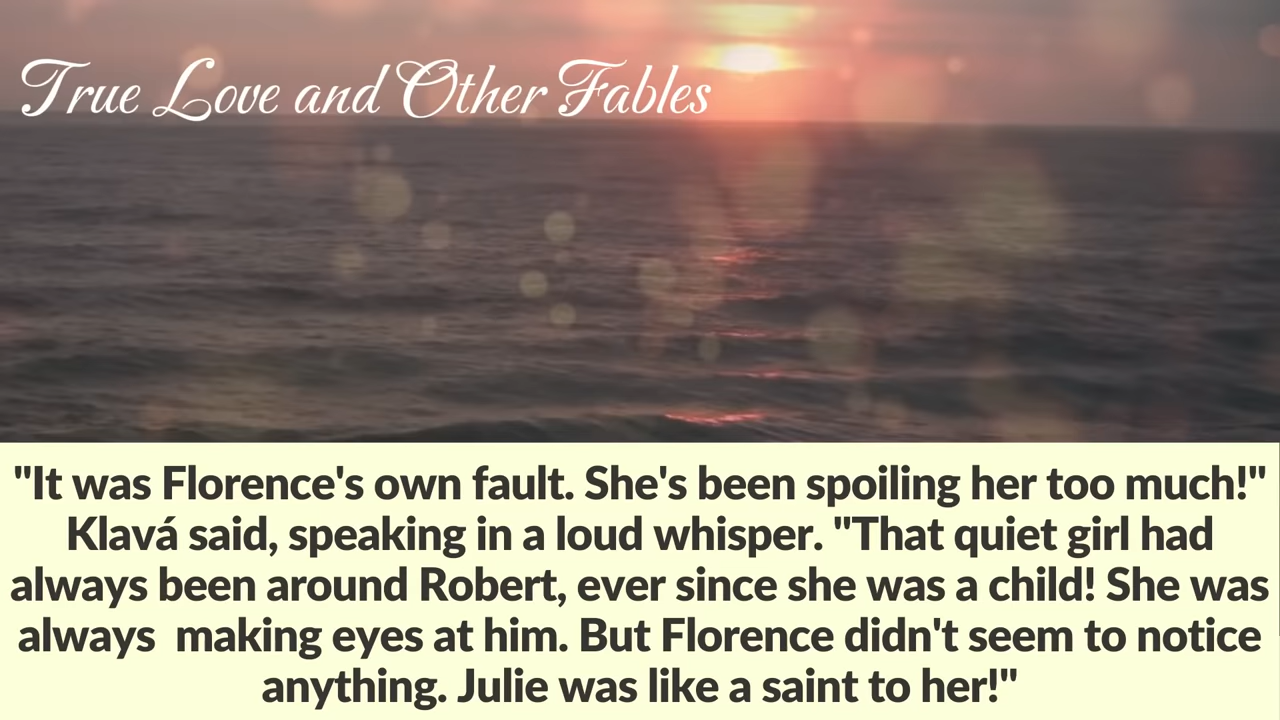 True Love and Other Fables
"It was Florence's own fault. She's been spoiling her too much!"
Klavá said, speaking in a loud whisper. "That quiet girl had
always been around Robert, ever since she was a child! She was
always  making eyes at him. But Florence didn't seem to notice
anything. Julie was like a saint to her!"